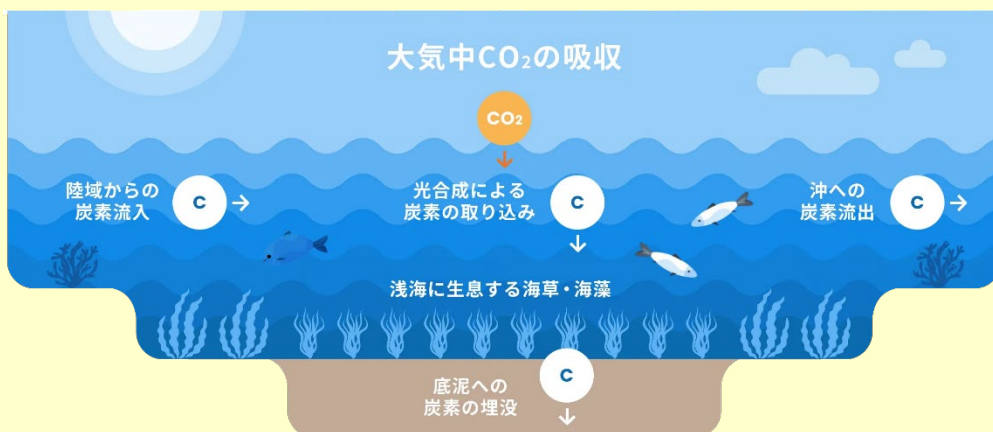 大気中CO₂の吸収
CO₂
陸域からの
炭素流入
C
光合成による
炭素の取り込み
C
沖への
炭素流出
C
浅海に生息する海草・海藻
底泥への
炭素の埋没
C